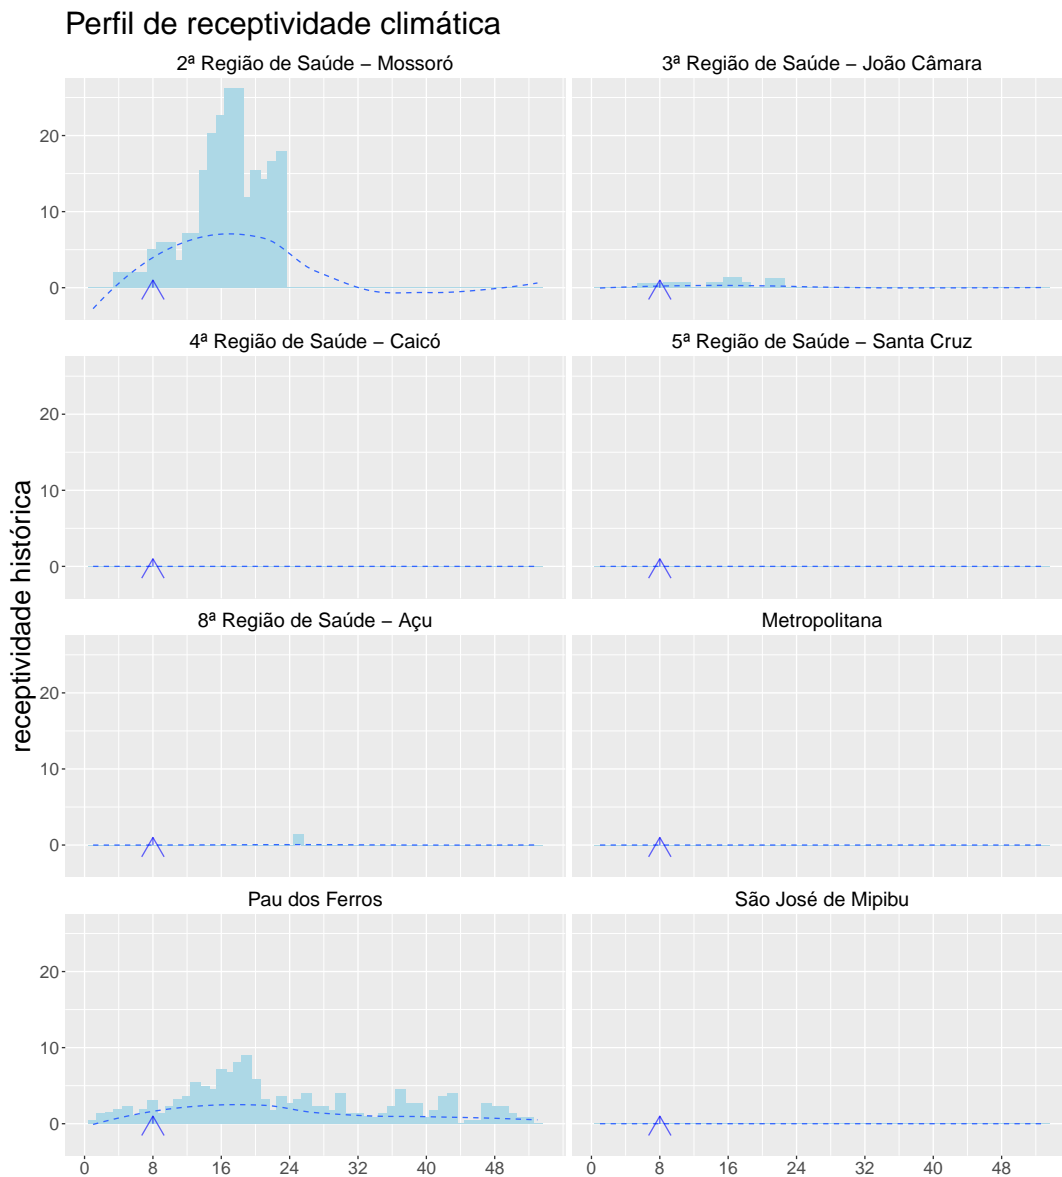 Perfil de receptividade climática
2ª Região de Saúde − Mossoró
3ª Região de Saúde − João Câmara
20
10
0
4ª Região de Saúde − Caicó
5ª Região de Saúde − Santa Cruz
20
10
0
receptividade histórica
8ª Região de Saúde − Açu
Metropolitana
20
10
0
Pau dos Ferros
São José de Mipibu
20
10
0
0 8 16 24 32 40 48
0 8 16 24 32 40 48